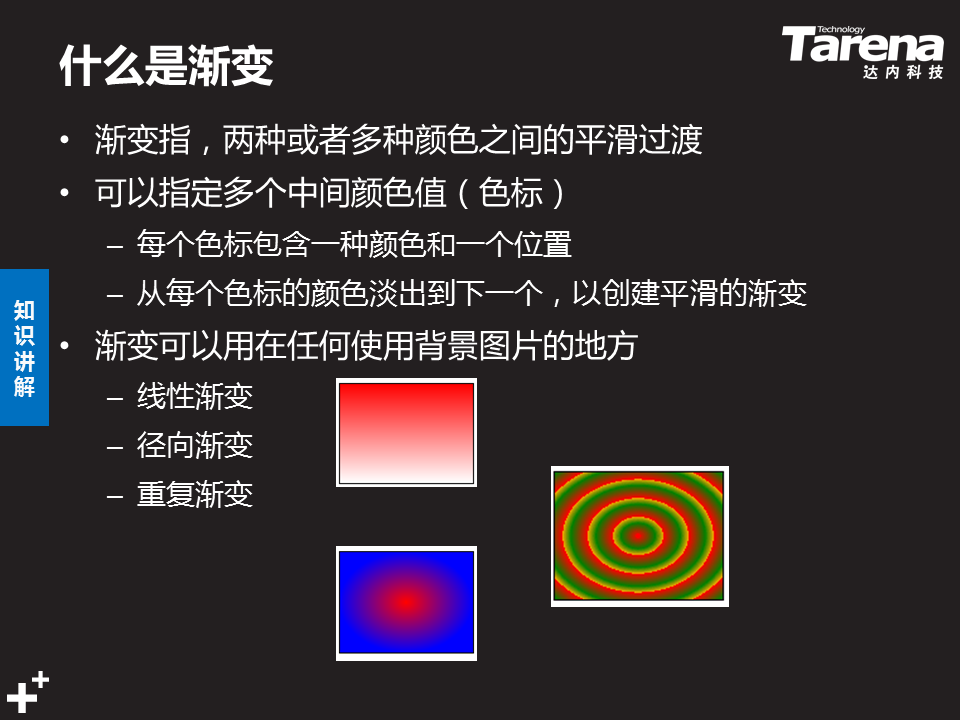 什么是渐变
Technology
Tarena
达内科技
• 渐变指，两种或者多种颜色之间的平滑过渡
• 可以指定多个中间颜色值（色标）
– 每个色标包含一种颜色和一个位置
– 从每个色标的颜色淡出到下一个，以创建平滑的渐变
知识讲解
• 渐变可以用在任何使用背景图片的地方
– 线性渐变
– 径向渐变
– 重复渐变